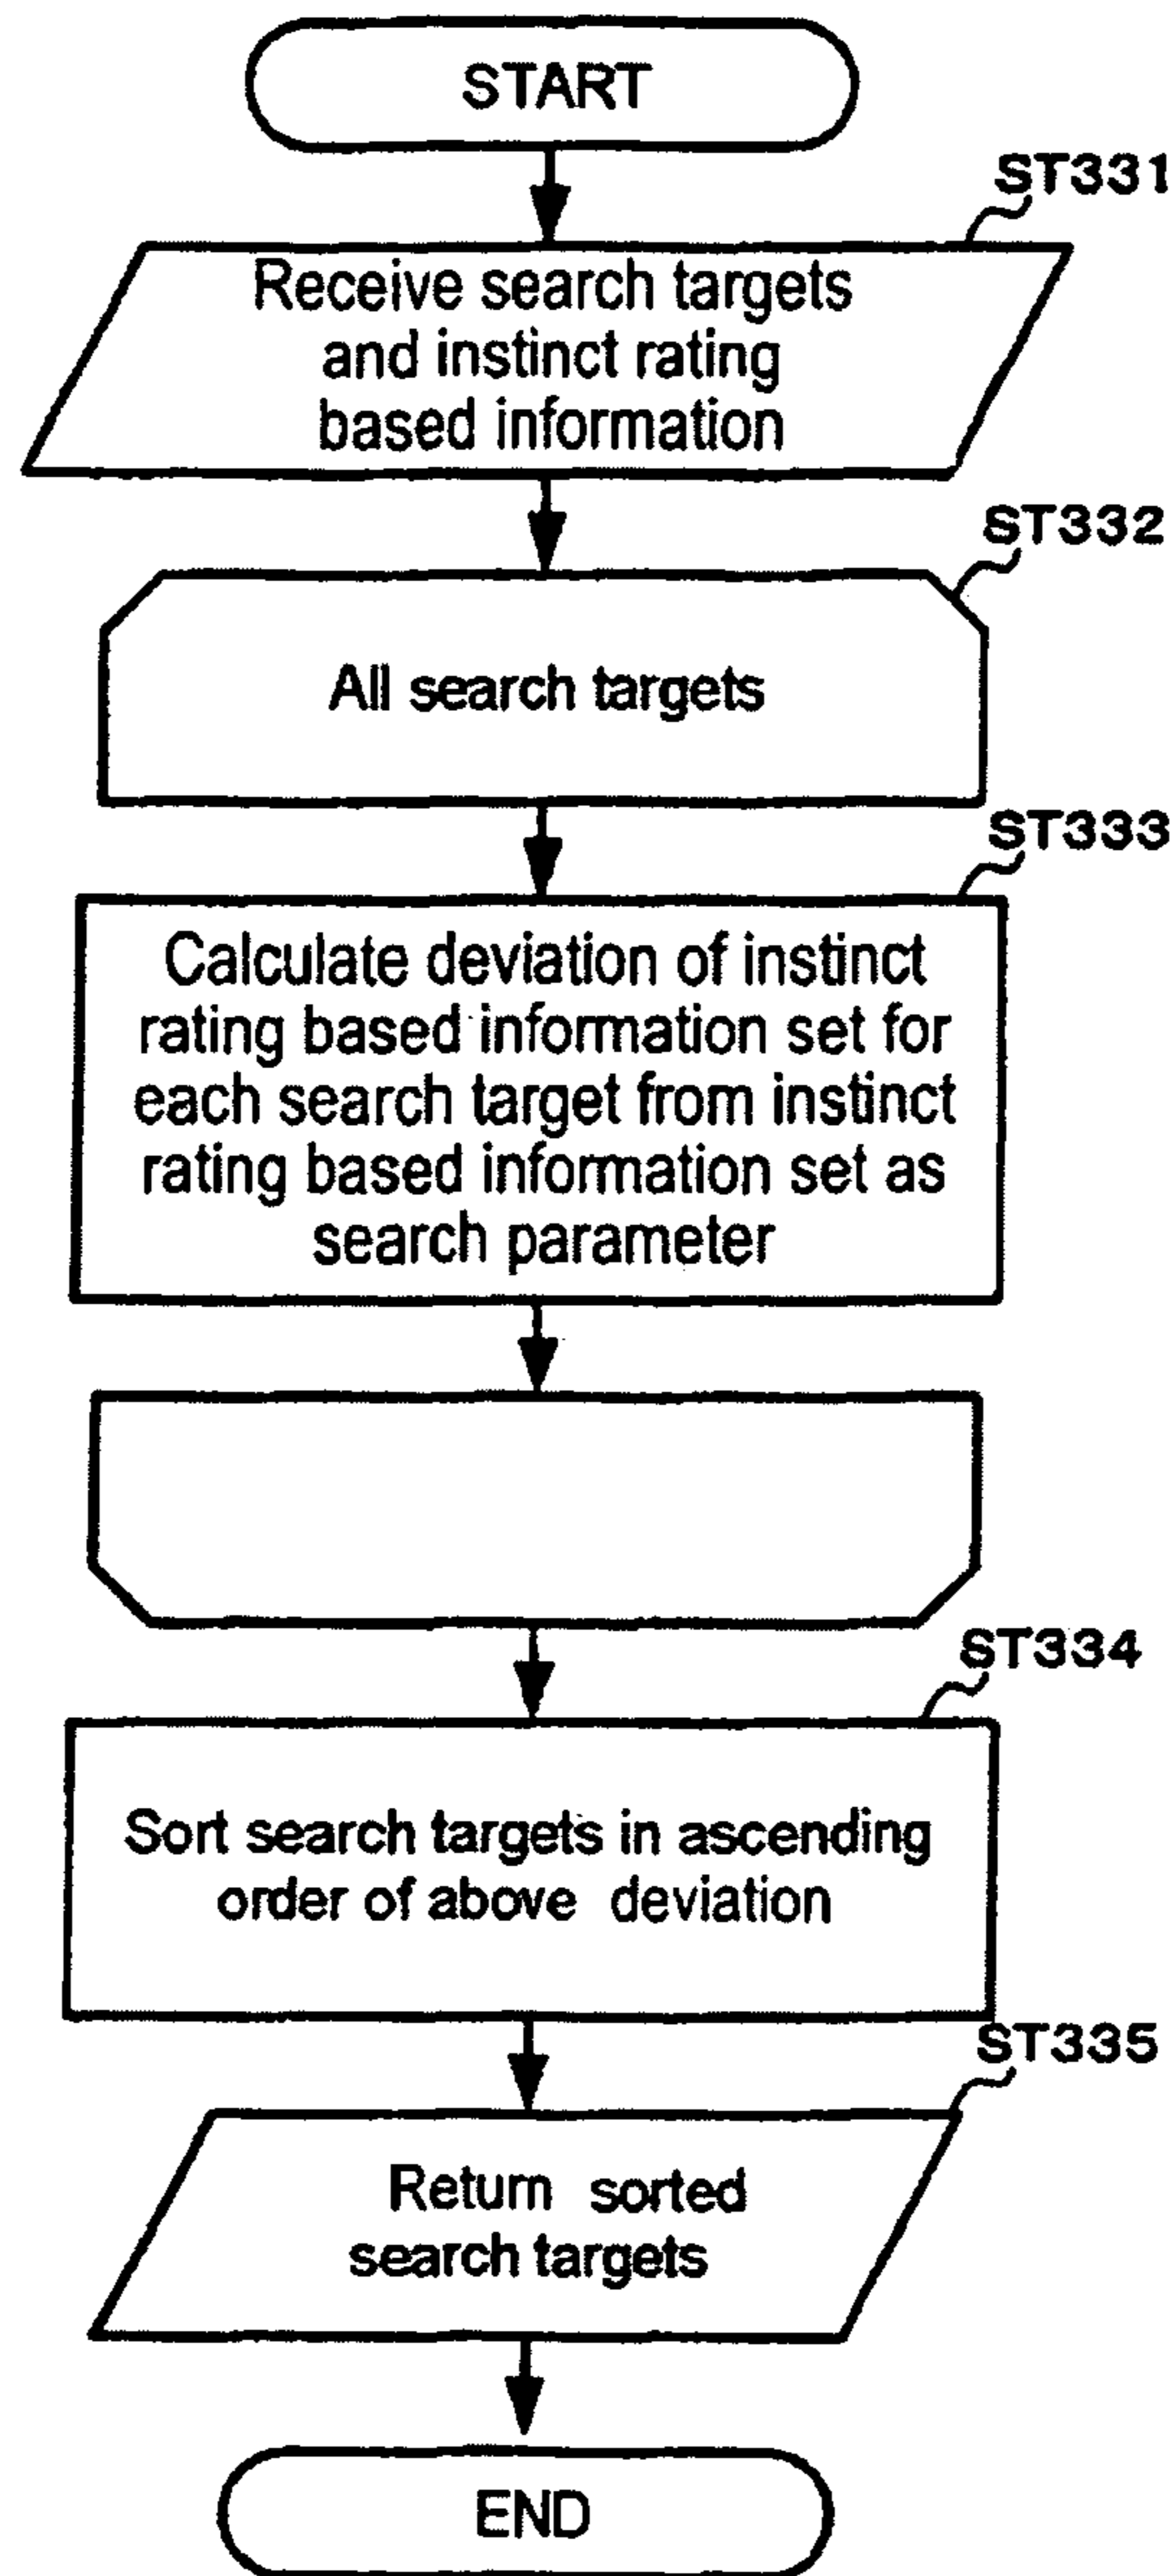 START
ST331
Receive search targets
and instinct rating
based information
ST332
All search targets
ST333
Calculate deviation of instinct
rating based information set for
each search target from instinct
rating based information set as
search parameter
ST334
Sort search targets in ascending
order of above deviation
ST335
Return sorted
search targets
END